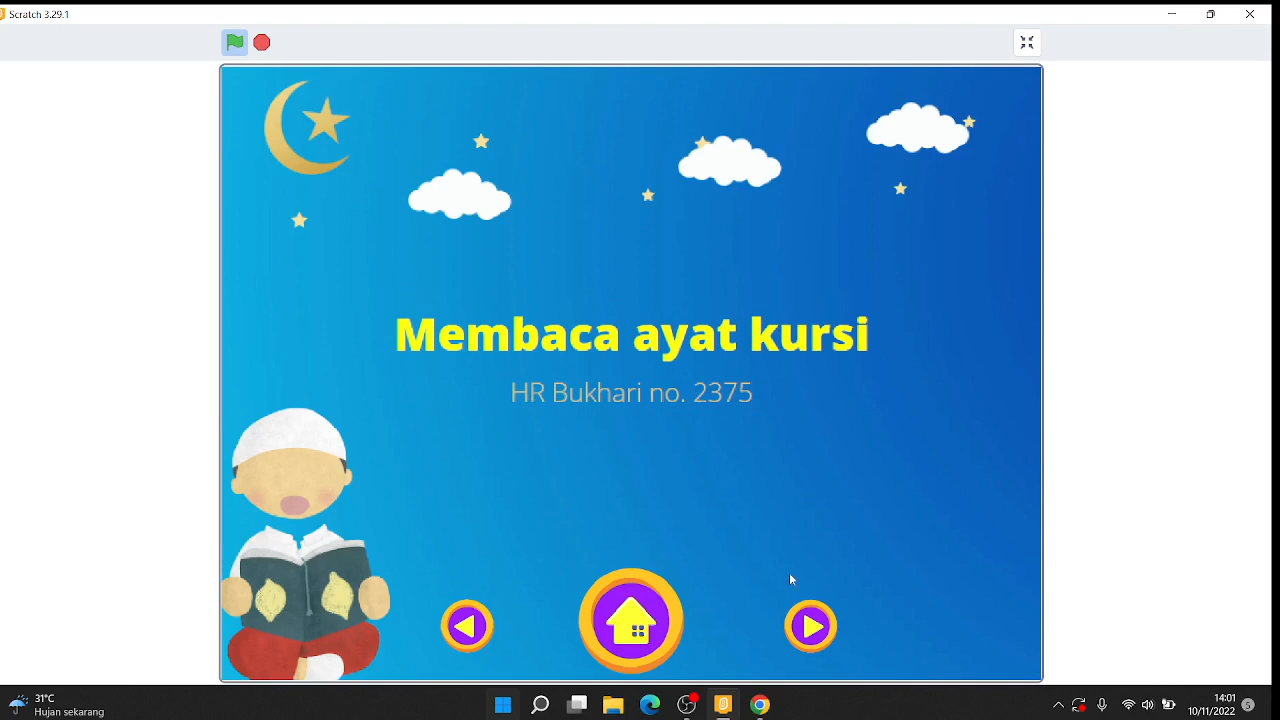 Scratch 3.29.1
Membaca ayat kursi
HR Bukhari no. 2375
31°C
Hujan sekarang
14:01
10/11/2022
5